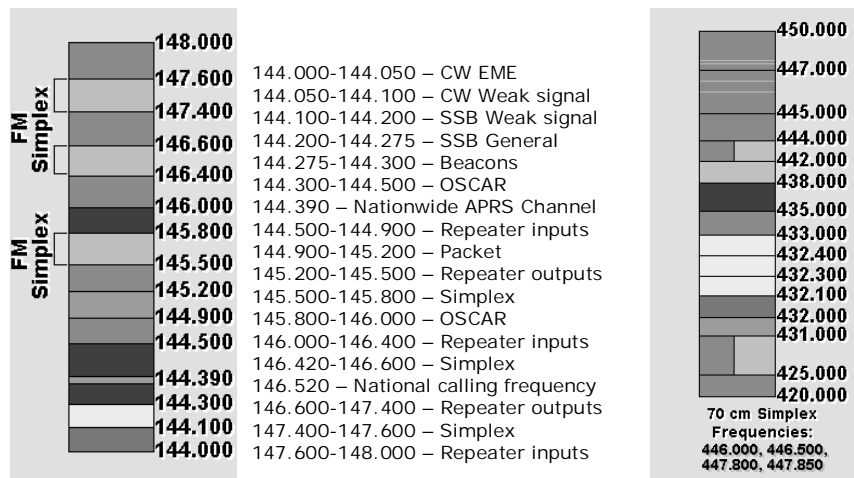 148.000
147.600
147.400
146.600
146.400
146.000
145.800
145.500
145.200
144.900
144.500
144.390
144.300
144.100
144.000
FM
Simplex
FM
Simplex
144.000-144.050 – CW EME
144.050-144.100 – CW Weak signal
144.100-144.200 – SSB Weak signal
144.200-144.275 – SSB General
144.275-144.300 – Beacons
144.300-144.500 – OSCAR
144.390 – Nationwide APRS Channel
144.500-144.900 – Repeater inputs
144.900-145.200 – Packet
145.200-145.500 – Repeater outputs
145.500-145.800 – Simplex
145.800-146.000 – OSCAR
146.000-146.400 – Repeater inputs
146.420-146.600 – Simplex
146.520 – National calling frequency
146.600-147.400 – Repeater outputs
147.400-147.600 – Simplex
147.600-148.000 – Repeater inputs
450.000
447.000
445.000
444.000
442.000
438.000
435.000
433.000
432.400
432.300
432.100
432.000
431.000
425.000
420.000
70 cm Simplex
Frequencies:
446.000, 446.500,
447.800, 447.850